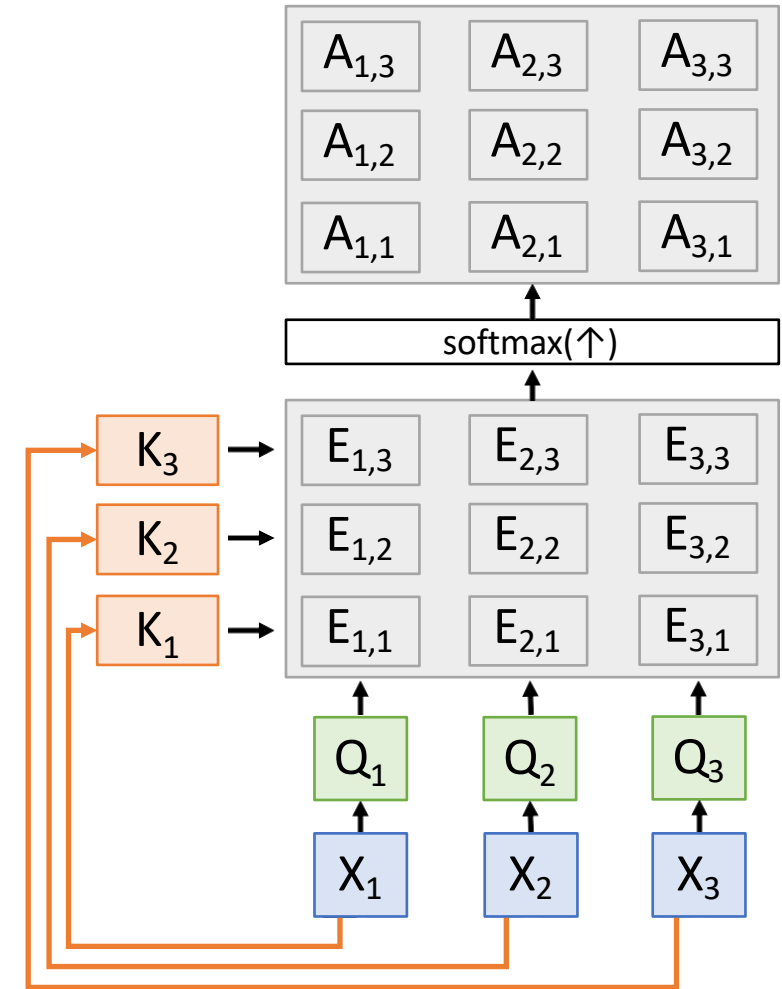 A1,3 A2,3 A3,3
A1,2 A2,2 A3,2
A1,1 A2,1 A3,1
softmax(↑)
K3 E1,3 E2,3 E3,3
K2 E1,2 E2,2 E3,2
K1 E1,1 E2,1 E3,1
Q1 Q2 Q3
X1 X2 X3